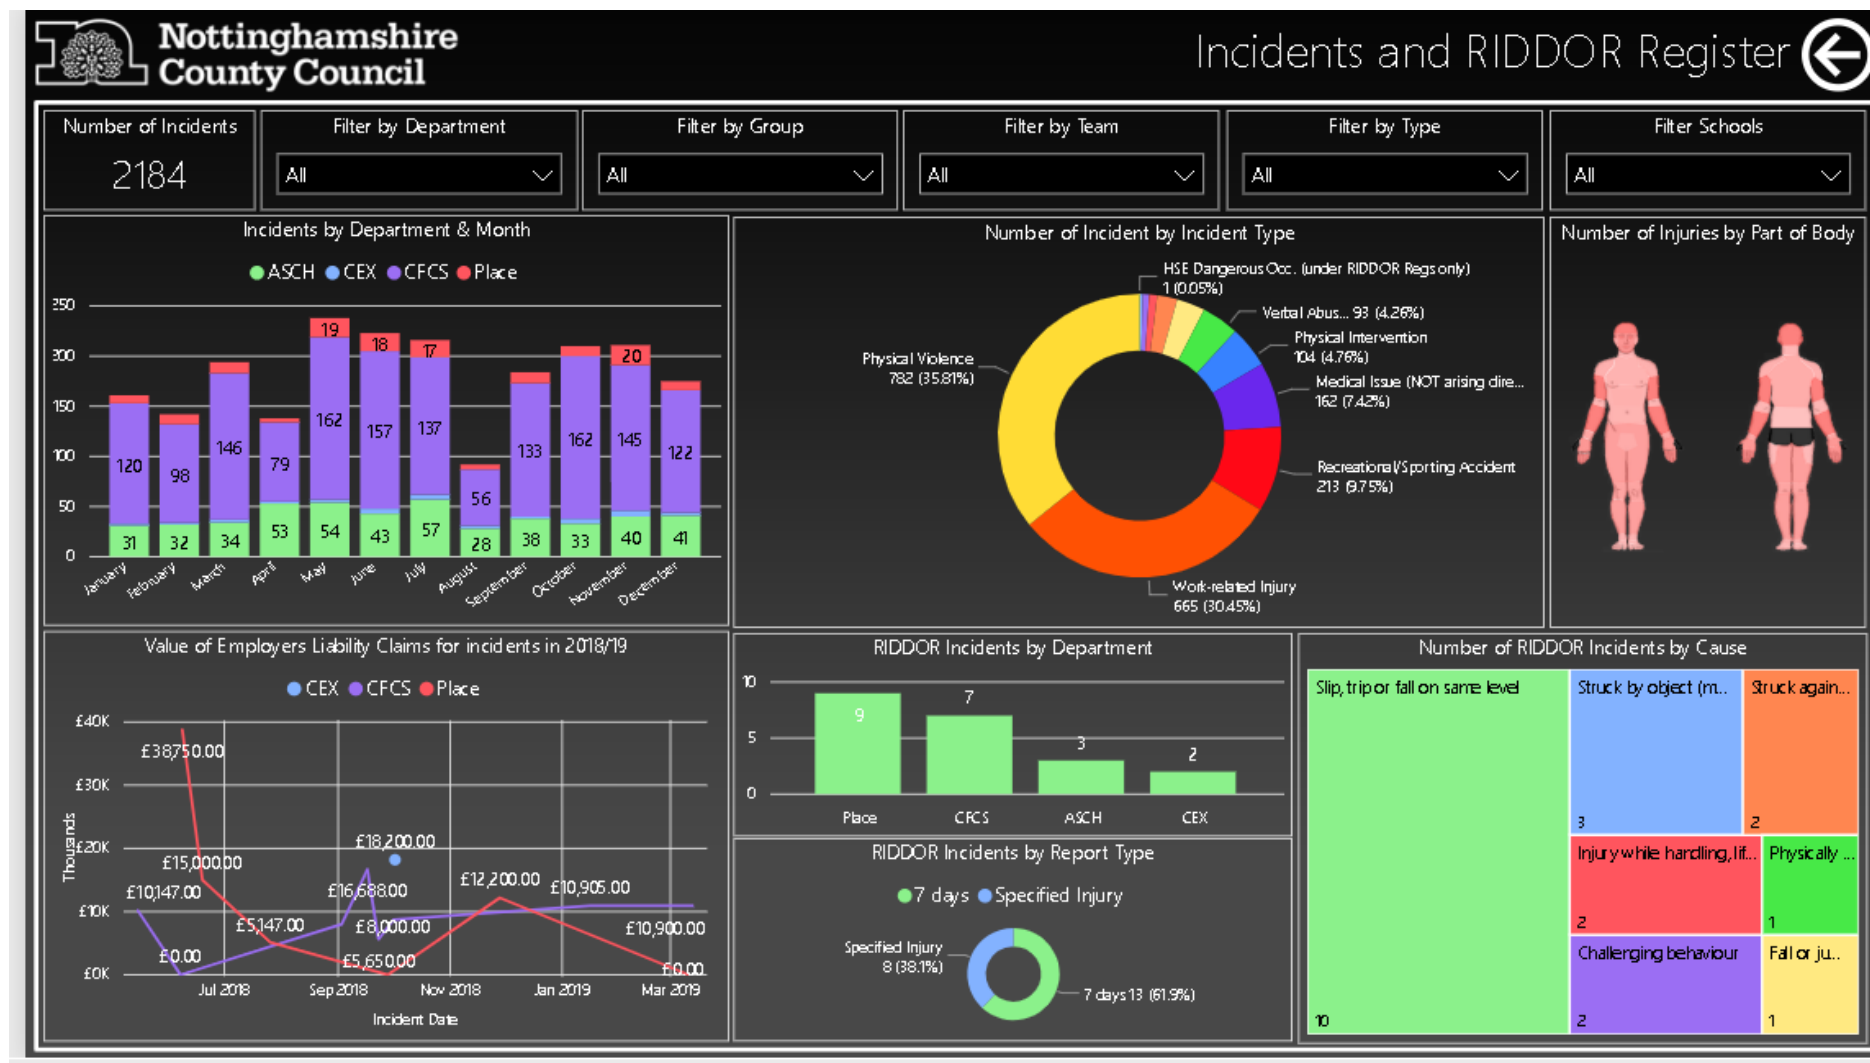 Nottinghamshire
County Council
Incidents and RIDDOR Register
Number of Incidents
2184
Filter by Department
All
Filter by Group
All
Filter by Team
All
Filter by Type
All
Filter Schools
All
Incidents by Department & Month
ASCH CEX CFCS Place
250
200
150
100
50
0
120 98 146 79 162 157 137 56 133 162 145 122
19 18 17 20
31 32 34 53 54 43 57 28 38 33 40 41
January February March April May June July August September October November December
Number of Incident by Incident Type
HSE Dangerous Occ. (under RIDDOR Regs only)
1 (0.05%)
Verbal Abus... 93 (4.26%)
Physical Intervention
104 (4.76%)
Medical Issue (NOT arising dire...
162 (7.42%)
Recreational/Sporting Accident
213 (9.75%)
Work-related Injury
665 (30.45%)
Physical Violence
782 (35.81%)
Number of Injuries by Part of Body
Value of Employers Liability Claims for incidents in 2018/19
CEX CFCS Place
Thousands
£40K
£30K
£20K
£10K
£0K
£38,750.00
£15,000.00
£10,147.00
£0.00
£5,147.00
£18,200.00
£16,688.00
£8,000.00
£5,650.00
£12,200.00
£10,905.00
£10,900.00
£0.00
Jul 2018 Sep 2018 Nov 2018 Jan 2019 Mar 2019
Incident Date
RIDDOR Incidents by Department
10
5
0
9 7 3 2
Place CFCS ASCH CEX
RIDDOR Incidents by Report Type
7 days Specified Injury
Specified Injury
8 (38.1%)
7 days 13 (61.9%)
Number of RIDDOR Incidents by Cause
Slip, trip or fall on same level
10
Struck by object (m...
3
Struck again...
2
Injury while handling, lif...
2
Physically ...
1
Challenging behaviour
2
Fall or ju...
1